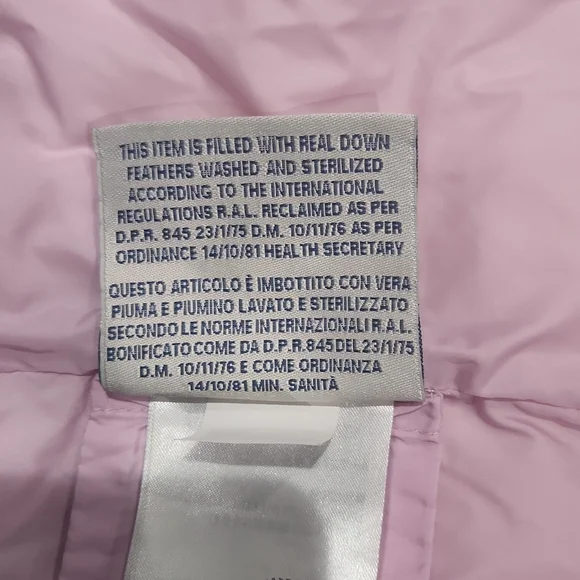 THIS ITEM IS FILLED WITH REAL DOWN
FEATHERS WASHED AND STERILIZED
ACCORDING TO THE INTERNATIONAL
REGULATIONS R.A.L. RECLAIMED AS PER
D.P.R. 845 23/1/75 D.M. 10/11/76 AS PER
ORDINANCE 14/10/81 HEALTH SECRETARY
QUESTO ARTICOLO È IMBOTTITO CON VERA
PIUMA E PIUMINO LAVATO E STERILIZZATO
SECONDO LE NORME INTERNAZIONALI R.A.L.
BONIFICATO COME DA D.P.R. 845 DEL 23/1/75
D.M. 10/11/76 E COME ORDINANZA
14/10/81 MIN. SANITÀ